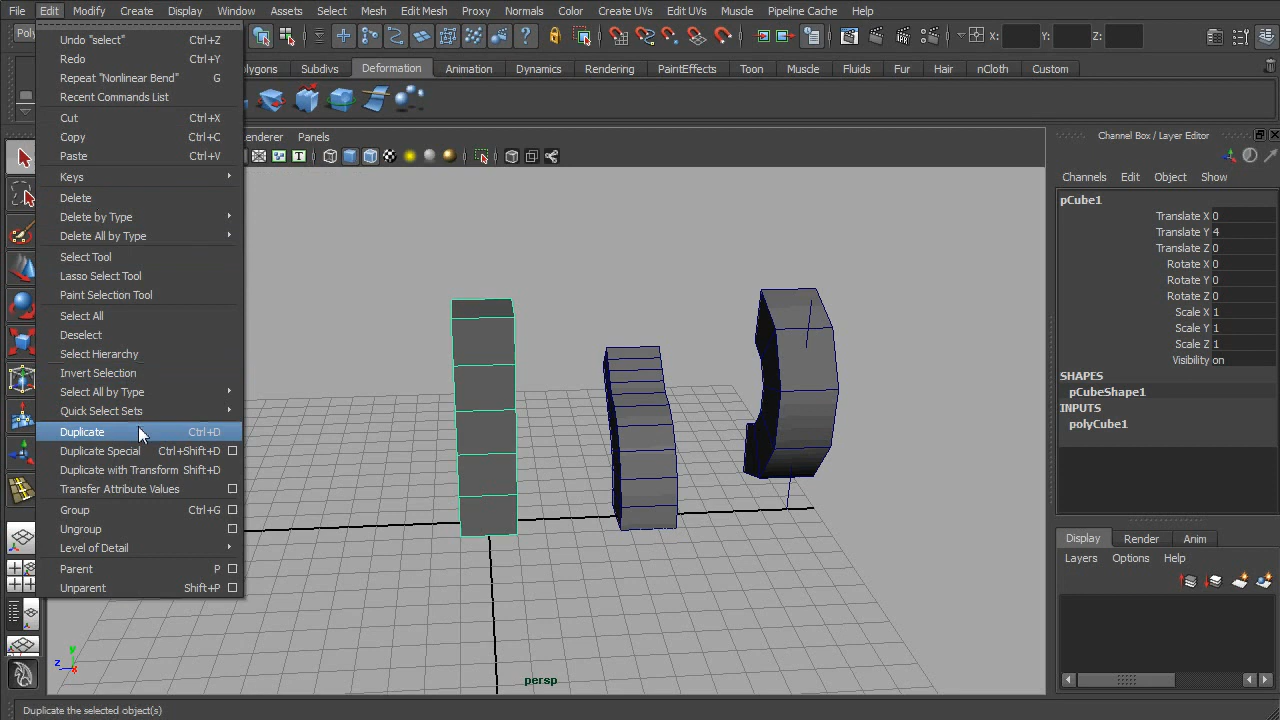 File Edit Modify Create Display Window Assets Select Mesh Edit Mesh Proxy Normals Color Create UVs Edit UVs Muscle Pipeline Cache Help
Undo "select" Ctrl+Z
Redo Ctrl+Y
Repeat "Nonlinear Bend" G
Recent Commands List
Cut Ctrl+X
Copy Ctrl+C
Paste Ctrl+V
Keys
Delete
Delete by Type
Delete All by Type
Select Tool
Lasso Select Tool
Paint Selection Tool
Select All
Deselect
Select Hierarchy
Invert Selection
Select All by Type
Quick Select Sets
Duplicate Ctrl+D
Duplicate Special Ctrl+Shift+D
Duplicate with Transform Shift+D
Transfer Attribute Values
Group Ctrl+G
Ungroup
Level of Detail
Parent P
Unparent Shift+P
X: Y: Z:
Subdivs Deformation Animation Dynamics Rendering PaintEffects Toon Muscle Fluids Fur Hair nCloth Custom
Panels
Channel Box / Layer Editor
Channels Edit Object Show
pCube1
Translate X 0
Translate Y 4
Translate Z 0
Rotate X 0
Rotate Y 0
Rotate Z 0
Scale X 1
Scale Y 1
Scale Z 1
Visibility on
SHAPES
pCubeShape1
INPUTS
polyCube1
Display Render Anim
Layers Options Help
y
z
x
persp
Duplicate the selected object(s)